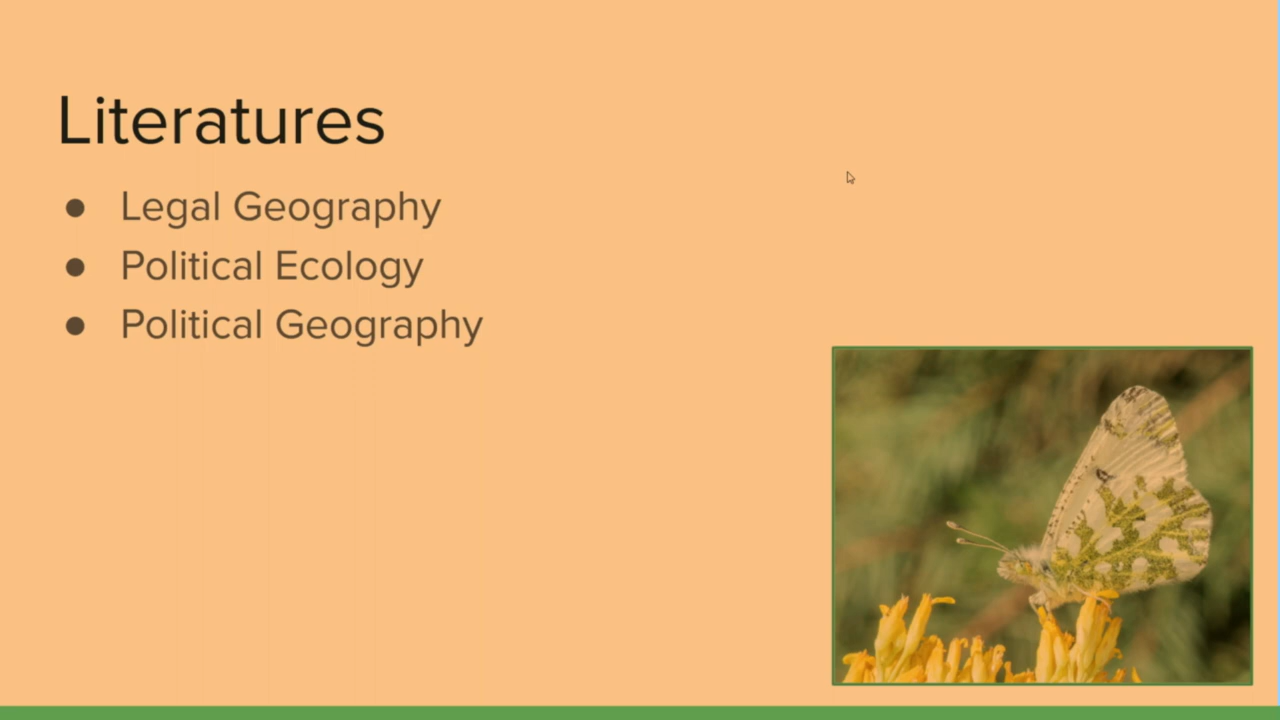 Literatures
● Legal Geography
● Political Ecology
● Political Geography